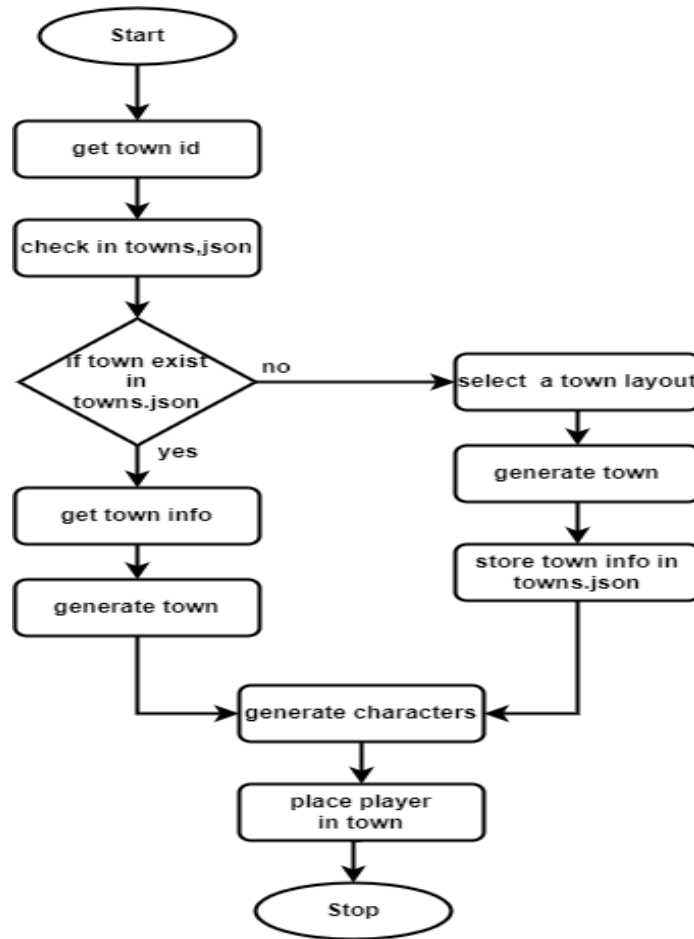 Start
get town id
check in towns,json
If town exist
in
towns.json
no
yes
select a town layout
get town info
generate town
generate town
store town info in
towns.json
generate characters
place player
in town
Stop